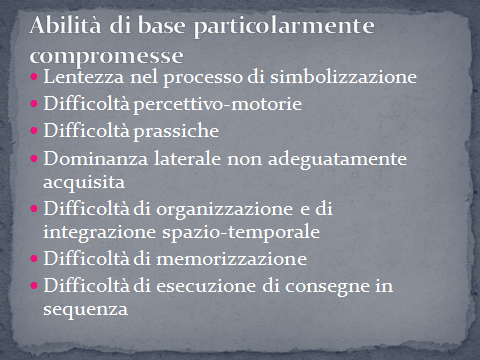 Abilità di base particolarmente
compromesse
• Lentezza nel processo di simbolizzazione
• Difficoltà percettivo-motorie
• Difficoltà prassiche
• Dominanza laterale non adeguatamente
acquisita
• Difficoltà di organizzazione e di
integrazione spazio-temporale
• Difficoltà di memorizzazione
• Difficoltà di esecuzione di consegne in
sequenza